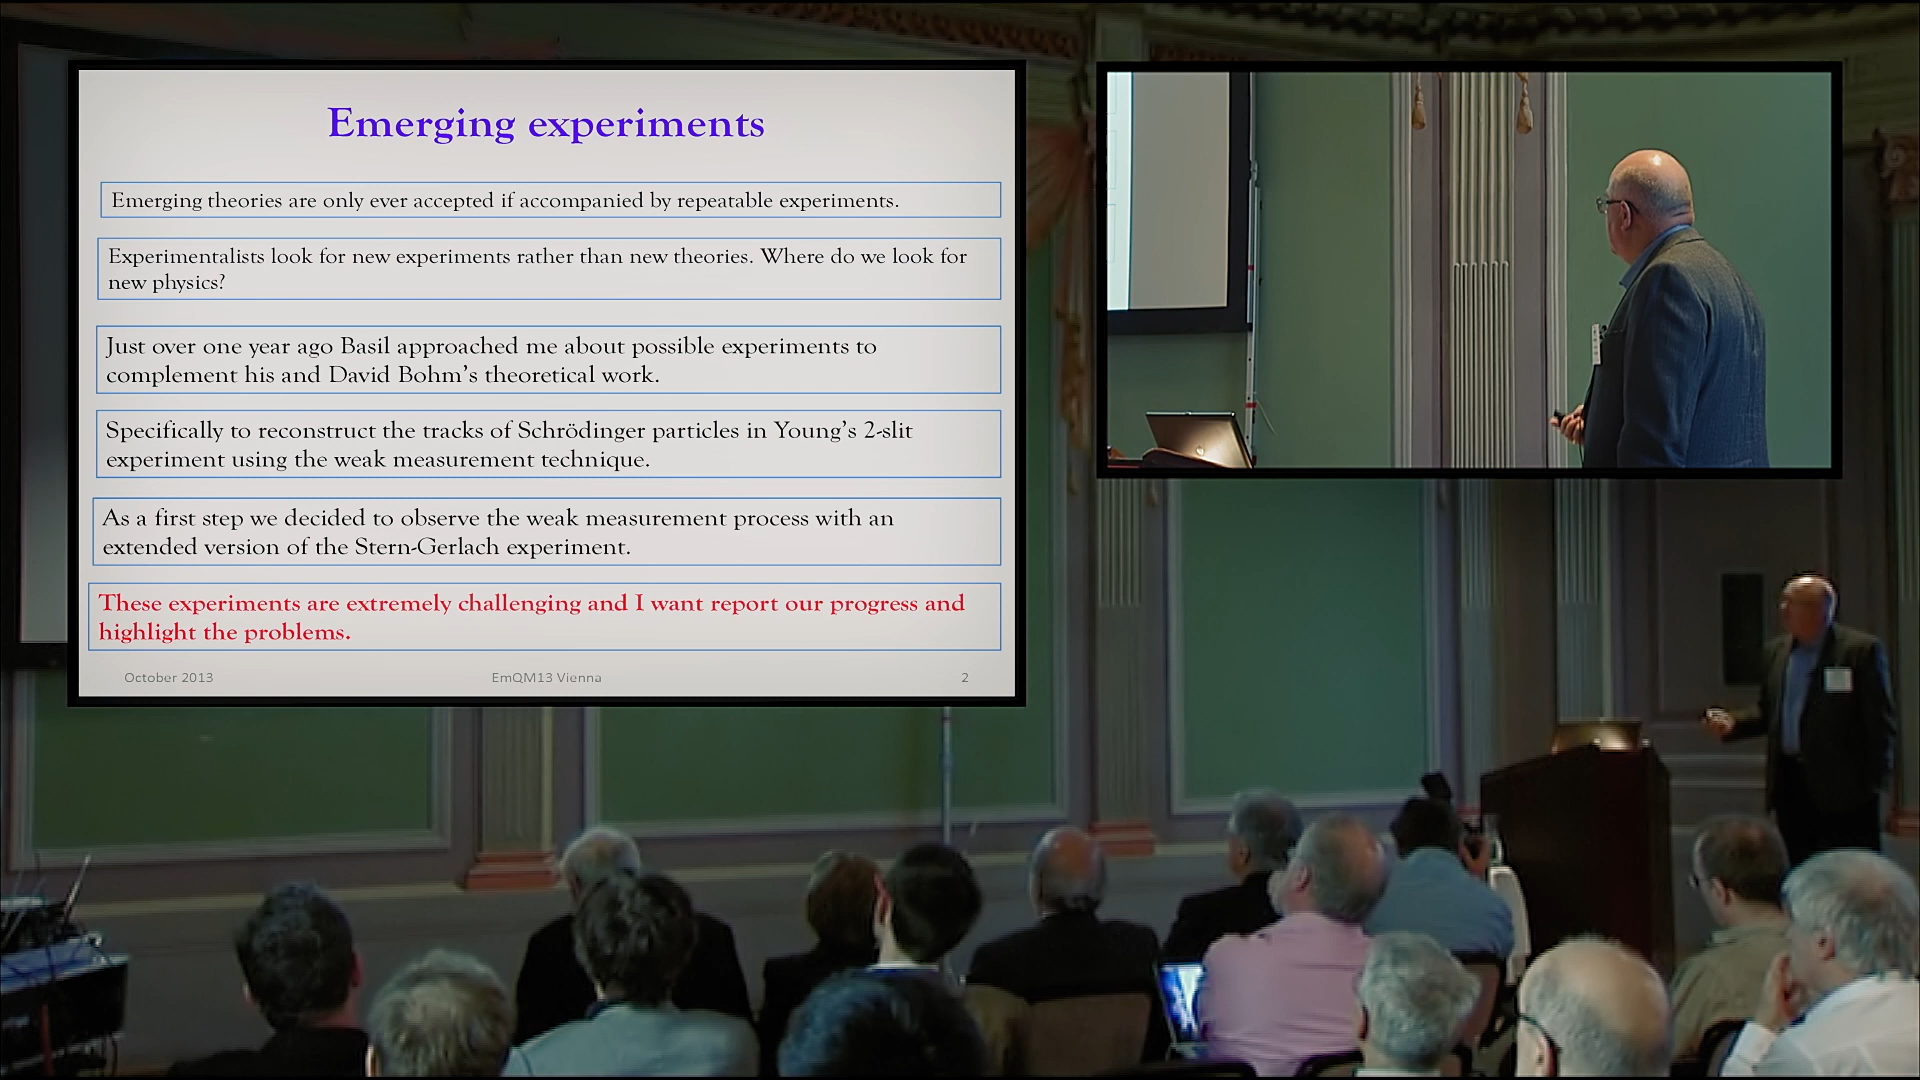 Emerging experiments
Emerging theories are only ever accepted if accompanied by repeatable experiments.
Experimentalists look for new experiments rather than new theories. Where do we look for
new physics?
Just over one year ago Basil approached me about possible experiments to
complement his and David Bohm's theoretical work.
Specifically to reconstruct the tracks of Schrödinger particles in Young's 2-slit
experiment using the weak measurement technique.
As a first step we decided to observe the weak measurement process with an
extended version of the Stern-Gerlach experiment.
These experiments are extremely challenging and I want report our progress and
highlight the problems.
October 2013 EmQM13 Vienna 2